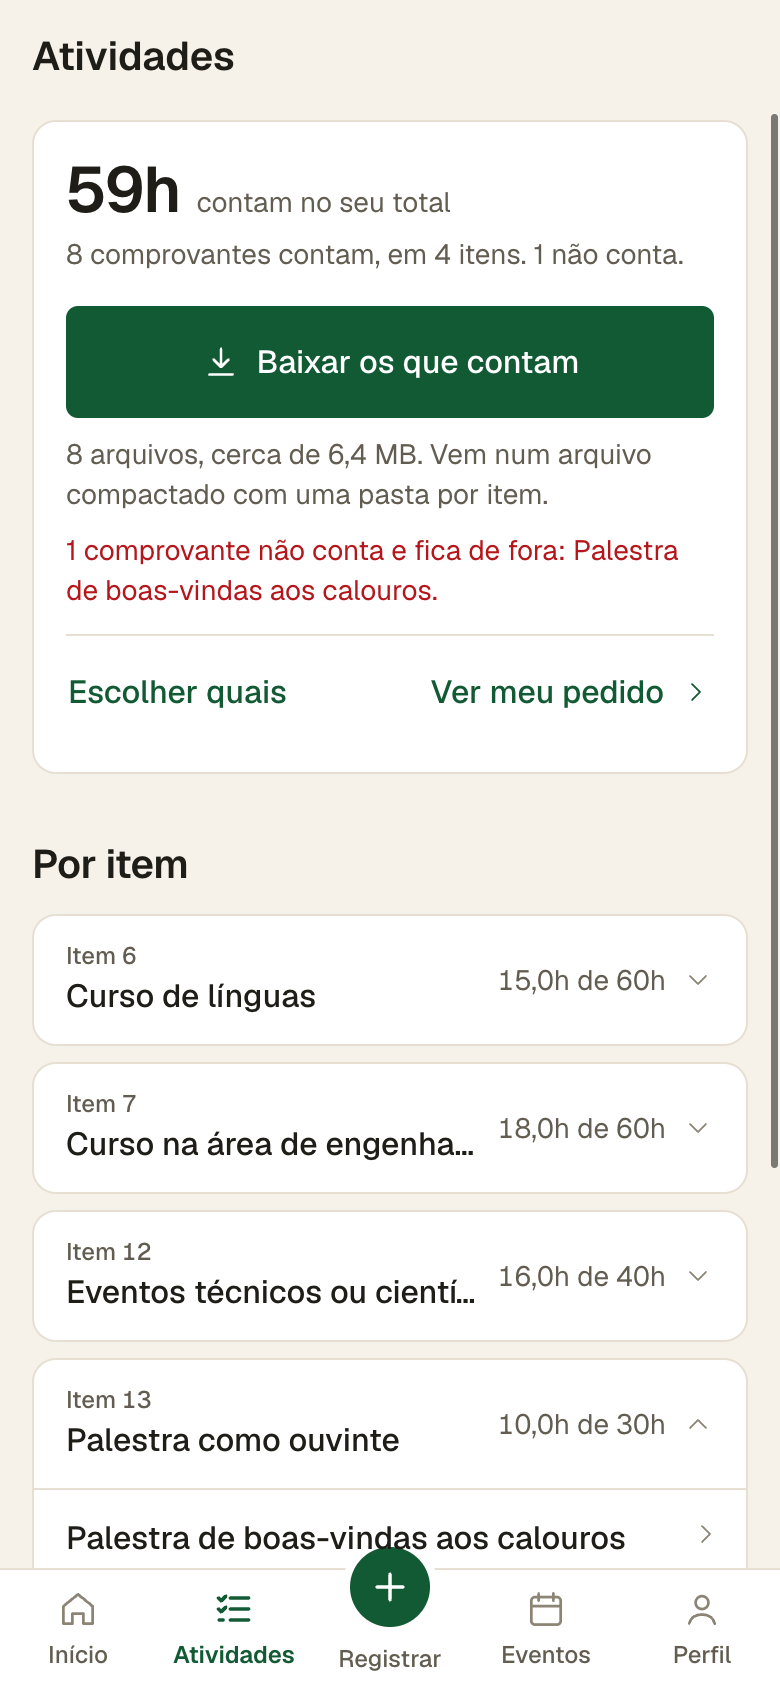 Atividades
59h contam no seu total
8 comprovantes contam, em 4 itens. 1 não conta.
Baixar os que contam
8 arquivos, cerca de 6,4 MB. Vem num arquivo
compactado com uma pasta por item.
1 comprovante não conta e fica de fora: Palestra
de boas-vindas aos calouros.
Escolher quais
Ver meu pedido
Por item
Item 6
Curso de línguas
15,0h de 60h
Item 7
Curso na área de engenha...
18,0h de 60h
Item 12
Eventos técnicos ou cientí...
16,0h de 40h
Item 13
Palestra como ouvinte
10,0h de 30h
Palestra de boas-vindas aos calouros
Início
Atividades
Registrar
Eventos
Perfil